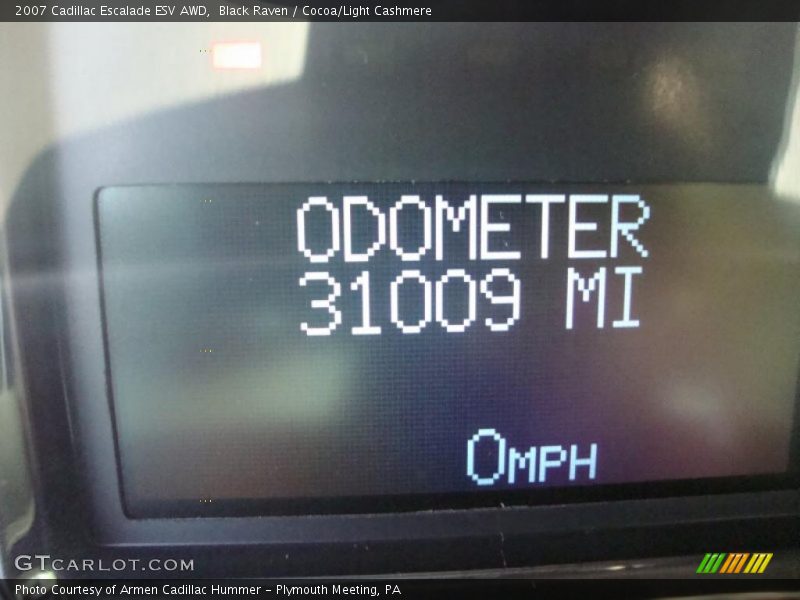 2007 Cadillac Escalade ESV AWD,  Black Raven / Cocoa/Light Cashmere
ODOMETER
31009 MI
0MPH
GTCARLOT.COM
Photo Courtesy of Armen Cadillac Hummer - Plymouth Meeting, PA